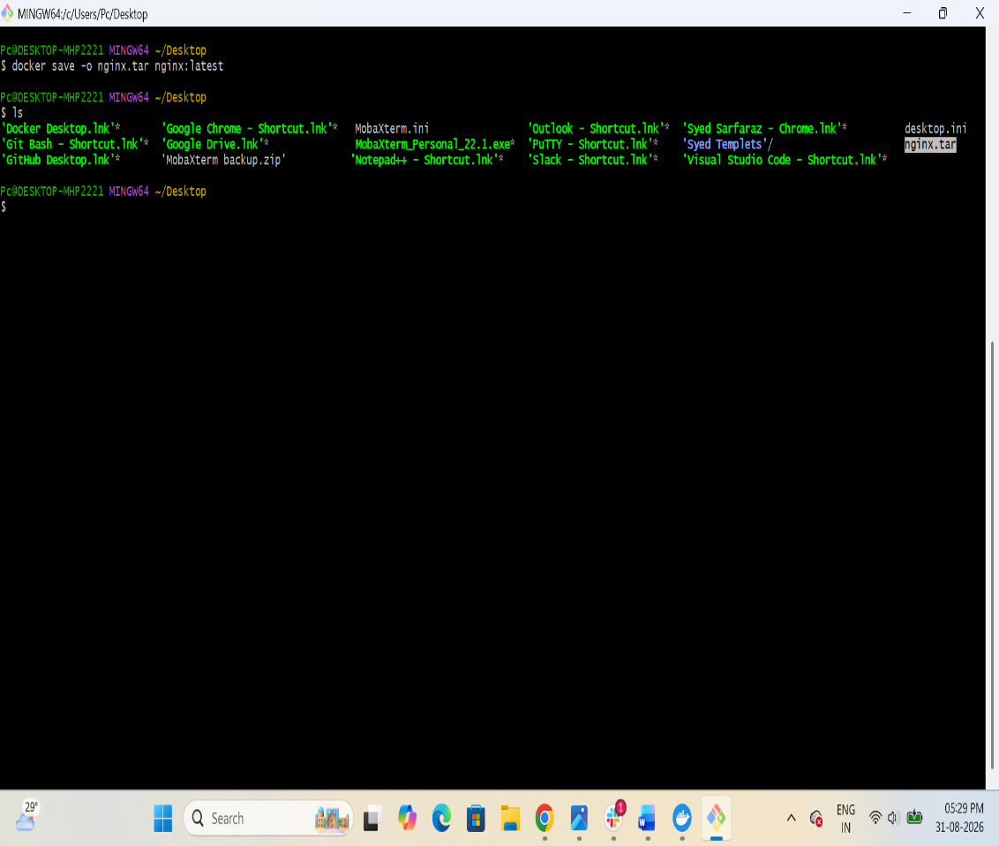 MINGW64:/c/Users/Pc/Desktop
Pc@DESKTOP-MHP2221 MINGW64 ~/Desktop
$ docker save -o nginx.tar nginx:latest
Pc@DESKTOP-MHP2221 MINGW64 ~/Desktop
$ ls
'Docker Desktop.lnk'* 'Google Chrome - Shortcut.lnk'* MobaXterm.ini 'Outlook - Shortcut.lnk'* 'Syed Sarfaraz - Chrome.lnk'* desktop.ini
'Git Bash - Shortcut.lnk'* 'Google Drive.lnk'* MobaXterm_Personal_22.1.exe* 'PuTTY - Shortcut.lnk'* 'Syed Templets'/ nginx.tar
'GitHub Desktop.lnk'* 'MobaXterm backup.zip' 'Notepad++ - Shortcut.lnk'* 'Slack - Shortcut.lnk'* 'Visual Studio Code - Shortcut.lnk'*
Pc@DESKTOP-MHP2221 MINGW64 ~/Desktop
$
29°
Search
1
W
ENG
IN
05:29 PM
31-08-2026